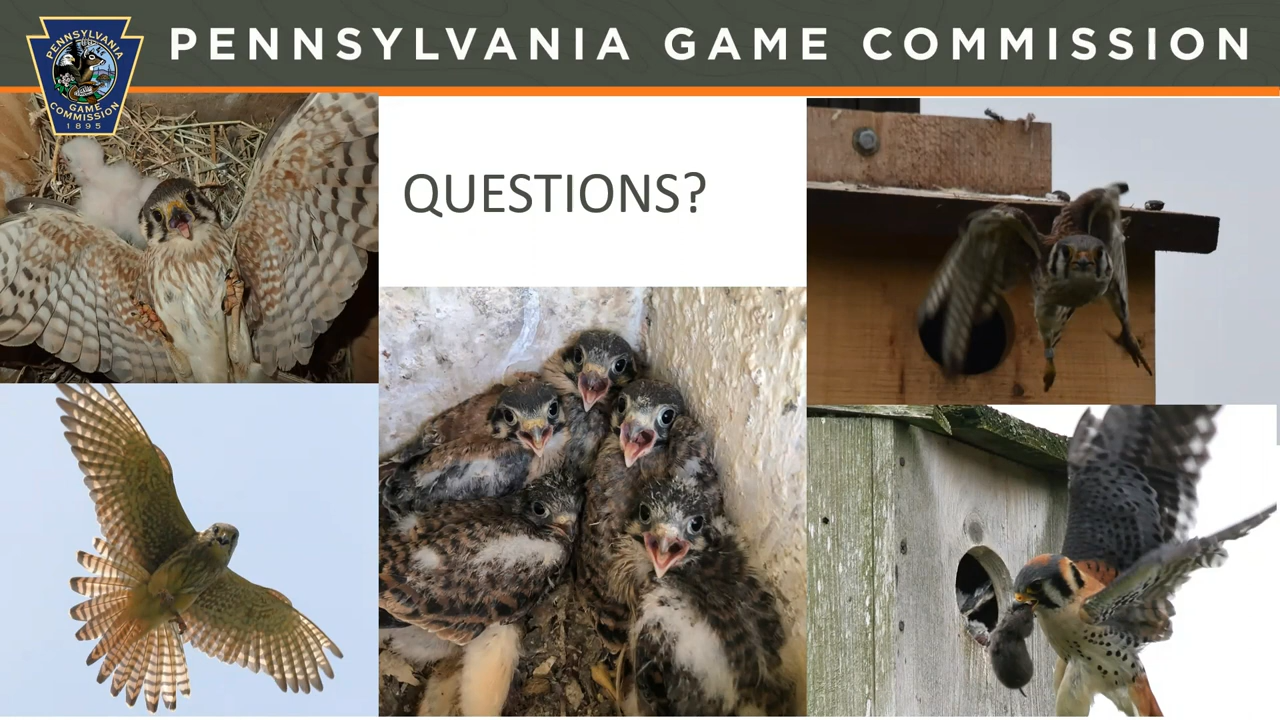 PENNSYLVANIA GAME COMMISSION
PENNSYLVANIA
GAME
COMMISSION
1895
QUESTIONS?